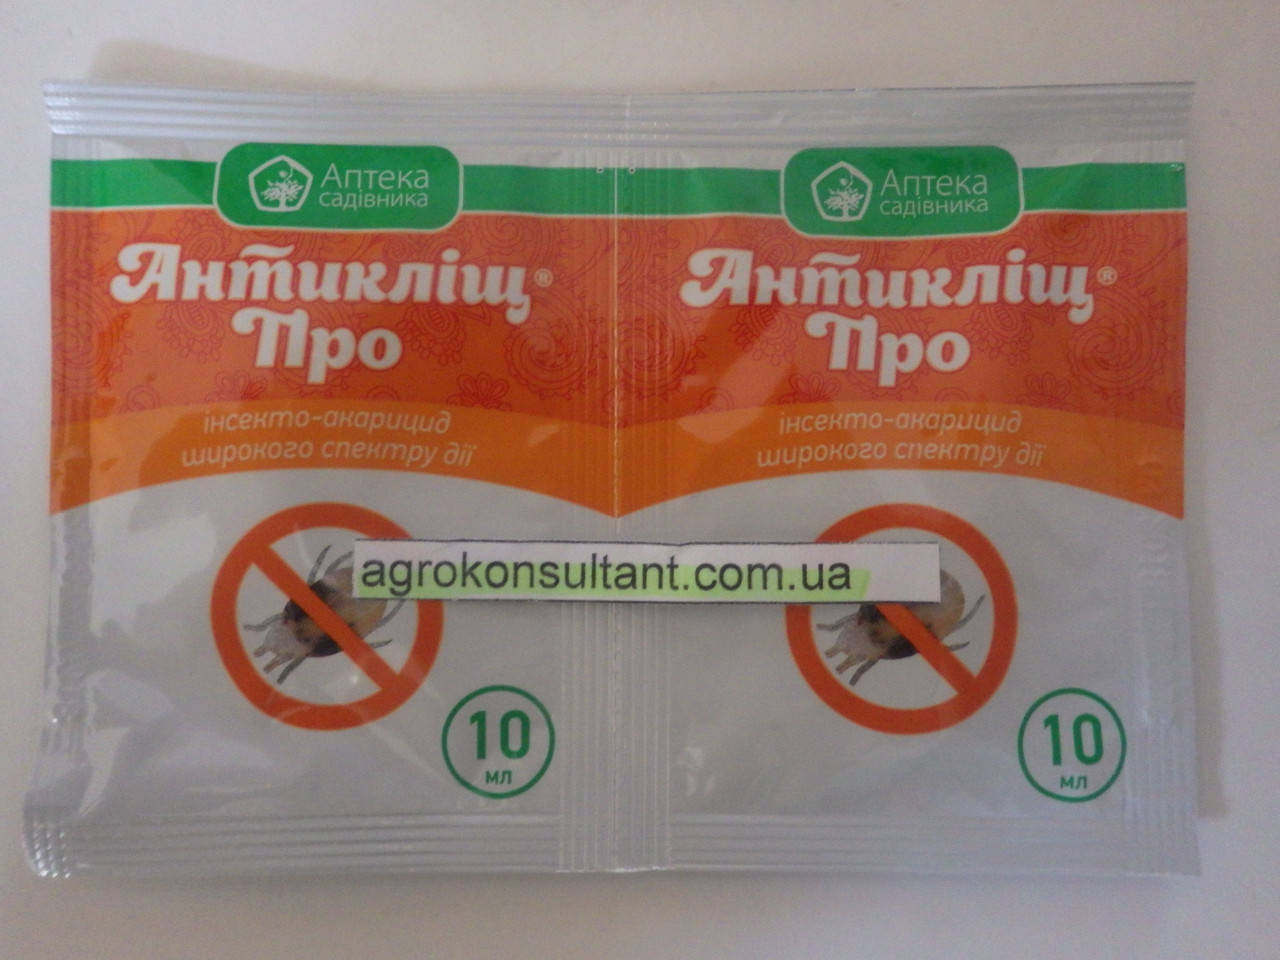 Аптека
садівника
Антикліщ®
Про
інсекто-акарицид
широкого спектру дії
10
мл
Аптека
садівника
Антикліщ®
Про
інсекто-акарицид
широкого спектру дії
10
мл
agrokonsultant.com.ua